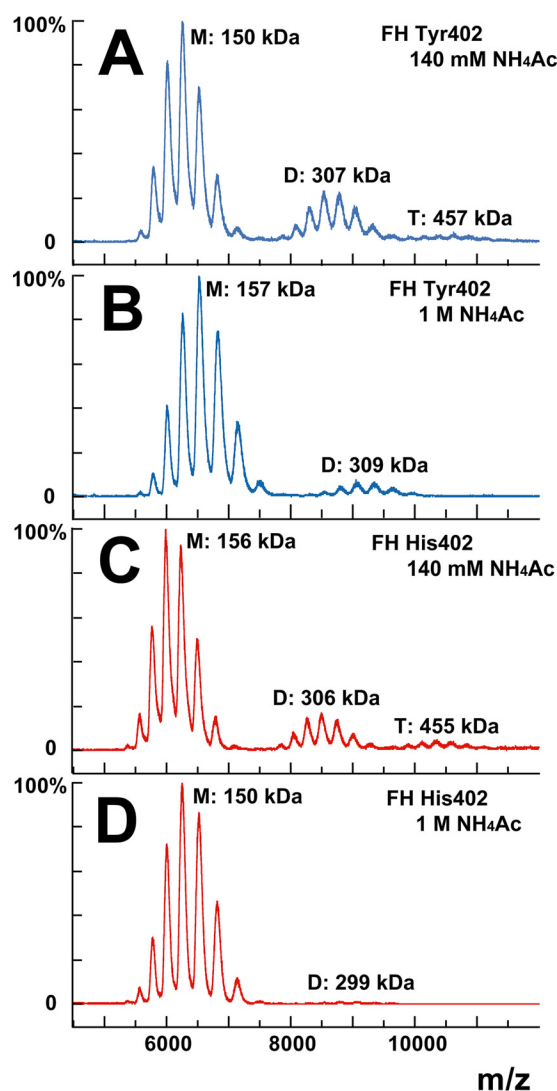 100%
A
M: 150 kDa
FH Tyr402
140 mM NH₄Ac
D: 307 kDa
T: 457 kDa
0
100%
B
M: 157 kDa
FH Tyr402
1 M NH₄Ac
D: 309 kDa
0
100%
C
M: 156 kDa
FH His402
140 mM NH₄Ac
D: 306 kDa
T: 455 kDa
0
100%
D
M: 150 kDa
FH His402
1 M NH₄Ac
D: 299 kDa
0
6000 8000 10000
m/z